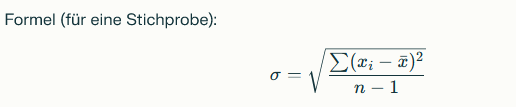 Formel (für eine Stichprobe):
σ = √(∑(xᵢ − x̄)² / (n − 1))